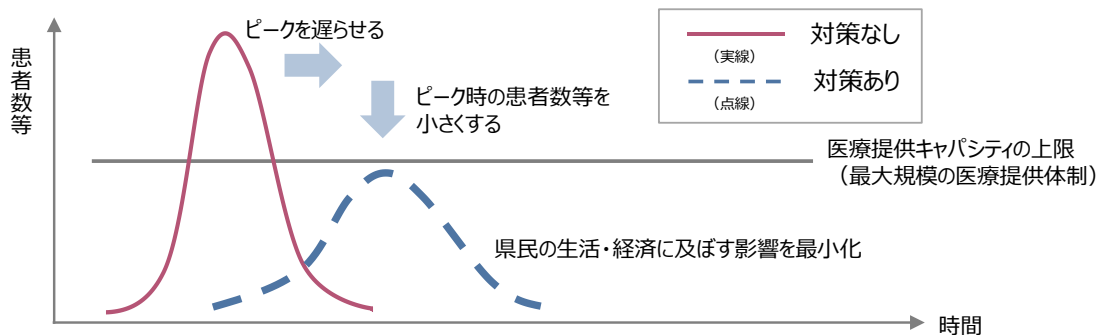 ピークを遅らせる
対策なし
(実線)
対策あり
(点線)
患者数等
ピーク時の患者数等を
小さくする
医療提供キャパシティの上限
(最大規模の医療提供体制)
県民の生活・経済に及ぼす影響を最小化
時間